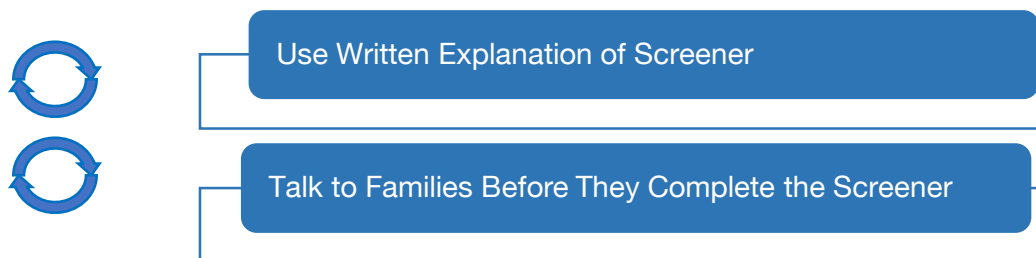 Use Written Explanation of Screener
Talk to Families Before They Complete the Screener